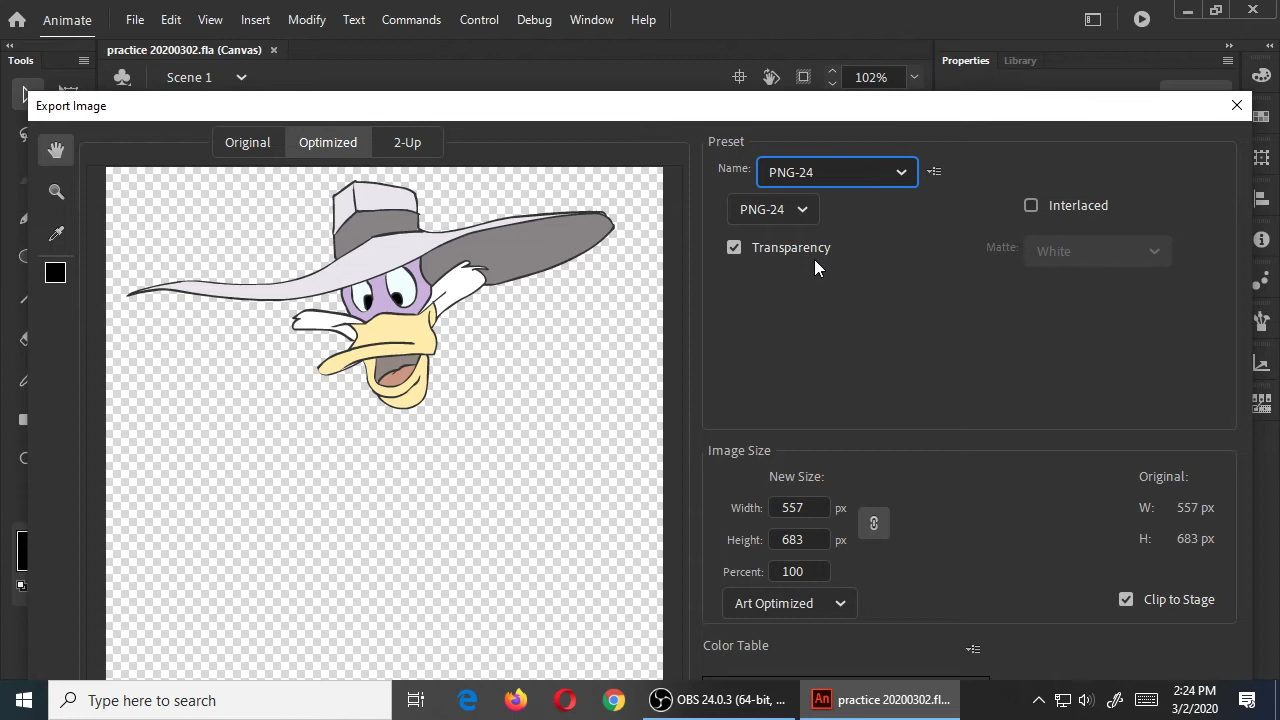 Animate File Edit View Insert Modify Text Commands Control Debug Window Help
practice 20200302.fla (Canvas)
Tools
Properties Library
Scene 1
102%
Export Image
Original Optimized 2-Up
Preset
Name: PNG-24
PNG-24
Interlaced
Transparency
Matte: White
Image Size
New Size: Original:
Width: 557 px W: 557 px
Height: 683 px H: 683 px
Percent: 100
Art Optimized
Clip to Stage
Color Table
Type here to search
OBS 24.0.3 (64-bit, ...
An practice 20200302.fl...
2:24 PM
3/2/2020